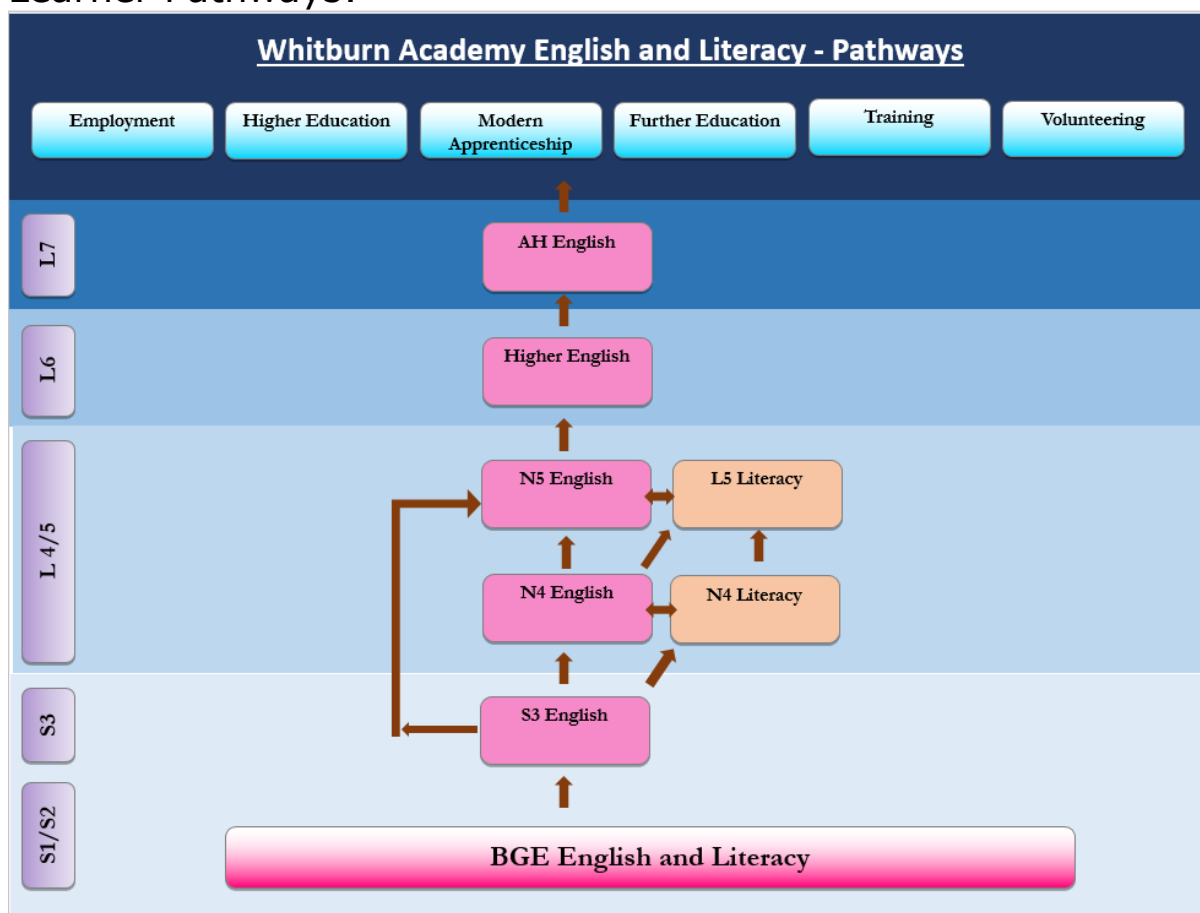 Learner Pathways:
Whitburn Academy English and Literacy - Pathways
Employment
Higher Education
Modern
Apprenticeship
Further Education
Training
Volunteering
L7
AH English
L6
Higher English
L 4/5
N5 English
L5 Literacy
N4 English
N4 Literacy
S3
S3 English
S1/S2
BGE English and Literacy